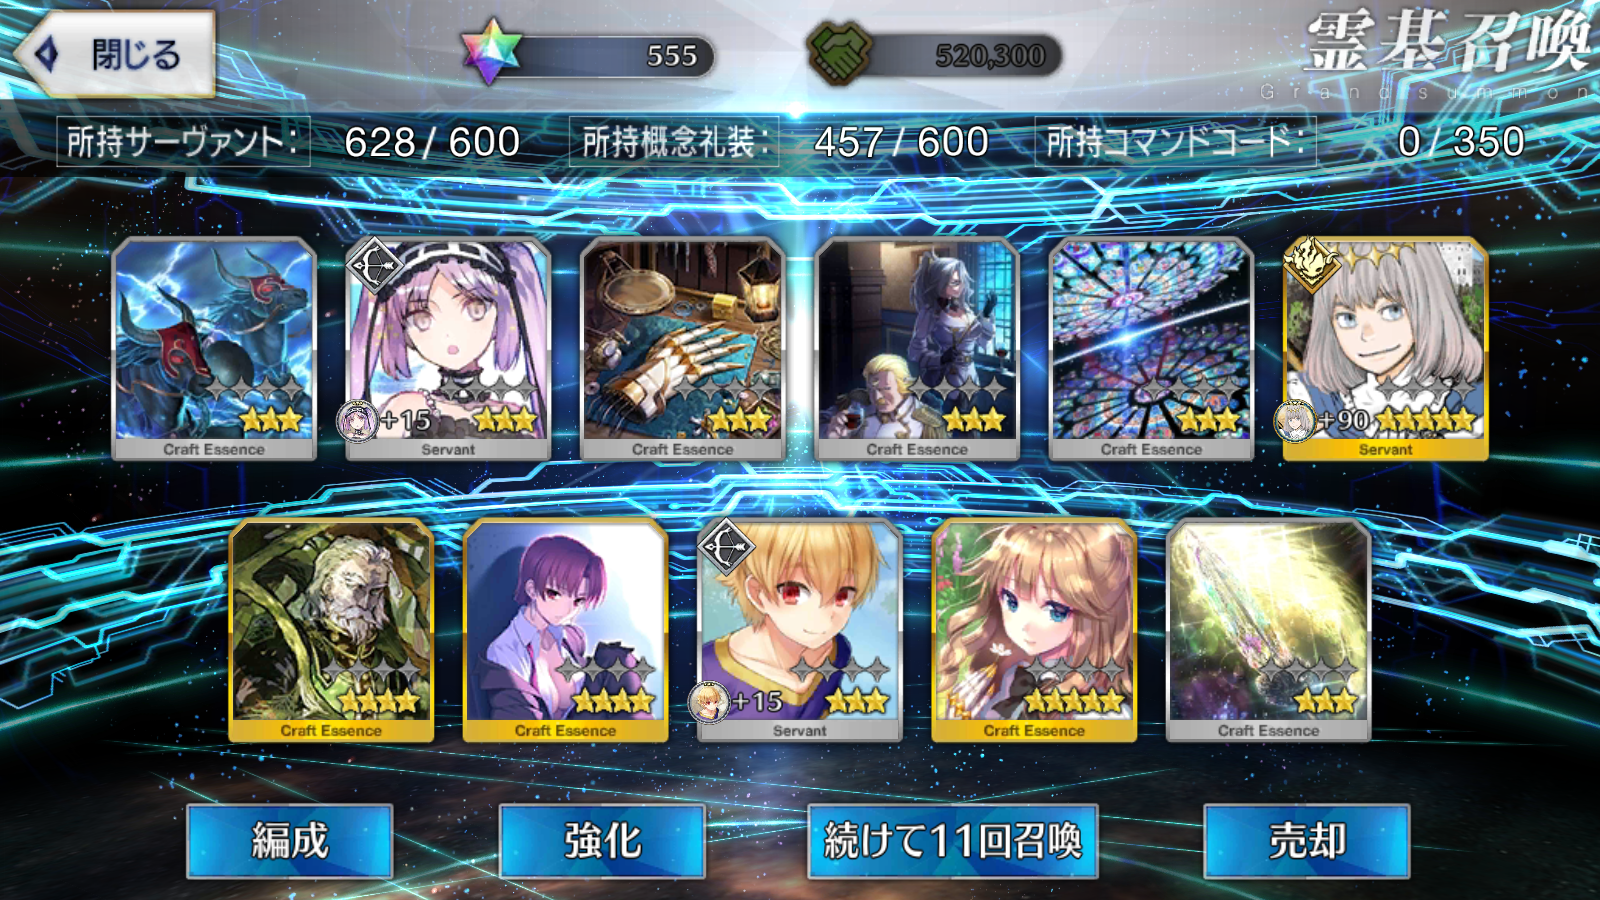 閉じる
555
520,300
霊基召喚
Grand summon
所持サーヴァント: 628 / 600
所持概念礼装: 457 / 600
所持コマンドコード: 0 / 350
Craft Essence
+15
Servant
Craft Essence
Craft Essence
Craft Essence
+90
Servant
Craft Essence
Craft Essence
+15
Servant
Craft Essence
Craft Essence
編成
強化
続けて11回召喚
売却